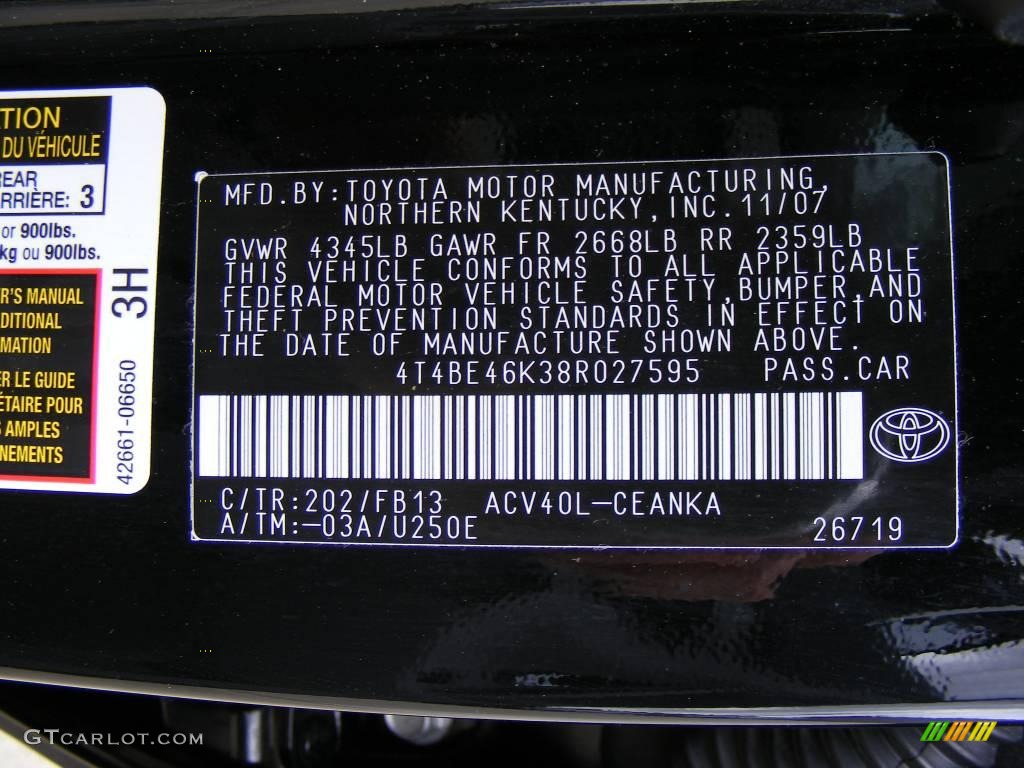 TION
DU VÉHICULE
REAR
ARRIÈRE: 3
or 900lbs.
kg ou 900lbs.
R'S MANUAL
DITIONAL
MATION
R LE GUIDE
ÉTAIRE POUR
AMPLES
NEMENTS
3H
42661-06650
MFD.BY:TOYOTA MOTOR MANUFACTURING,
NORTHERN KENTUCKY,INC.11/07
GVWR 4345LB GAWR FR 2668LB RR 2359LB
THIS VEHICLE CONFORMS TO ALL APPLICABLE
FEDERAL MOTOR VEHICLE SAFETY,BUMPER,AND
THEFT PREVENTION STANDARDS IN EFFECT ON
THE DATE OF MANUFACTURE SHOWN ABOVE.
4T4BE46K38R027595 PASS.CAR
C/TR:202/FB13 ACV40L-CEANKA
A/TM:-03A/U250E 26719
GTCARLOT.COM